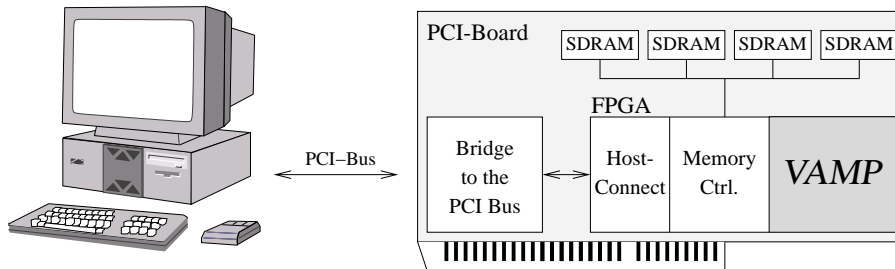 PCI-Board
SDRAM SDRAM SDRAM SDRAM
FPGA
PCI–Bus
Bridge
to the
PCI Bus
Host-
Connect
Memory
Ctrl.
VAMP